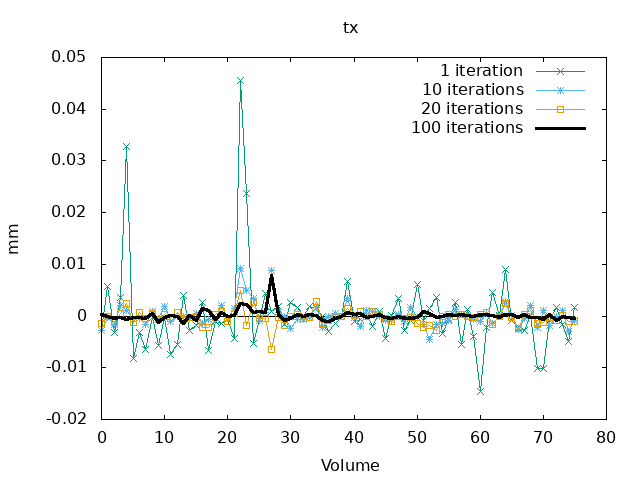 tx
0.05
0.04
0.03
0.02
0.01
0
-0.01
-0.02
mm
1 iteration
10 iterations
20 iterations
100 iterations
0 10 20 30 40 50 60 70 80
Volume